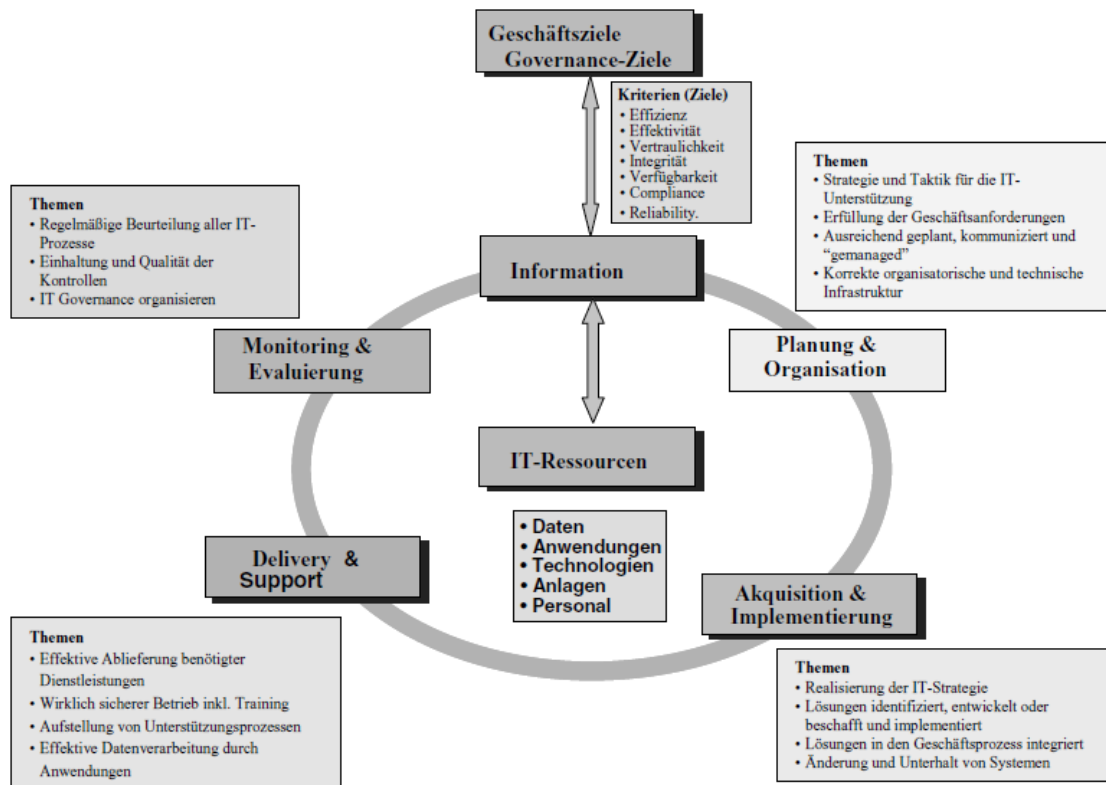 Geschäftsziele
Governance-Ziele
Kriterien (Ziele)
• Effizienz
• Effektivität
• Vertraulichkeit
• Integrität
• Verfügbarkeit
• Compliance
• Reliability.
Themen
• Strategie und Taktik für die IT-
Unterstützung
• Erfüllung der Geschäftsanforderungen
• Ausreichend geplant, kommuniziert und
“gemanaged”
• Korrekte organisatorische und technische
Infrastruktur
Themen
• Regelmäßige Beurteilung aller IT-
Prozesse
• Einhaltung und Qualität der
Kontrollen
• IT Governance organisieren
Information
Monitoring &
Evaluierung
Planung &
Organisation
IT-Ressourcen
• Daten
• Anwendungen
• Technologien
• Anlagen
• Personal
Delivery &
Support
Akquisition &
Implementierung
Themen
• Effektive Ablieferung benötigter
Dienstleistungen
• Wirklich sicherer Betrieb inkl. Training
• Aufstellung von Unterstützungsprozessen
• Effektive Datenverarbeitung durch
Anwendungen
Themen
• Realisierung der IT-Strategie
• Lösungen identifiziert, entwickelt oder
beschafft und implementiert
• Lösungen in den Geschäftsprozess integriert
• Änderung und Unterhalt von Systemen